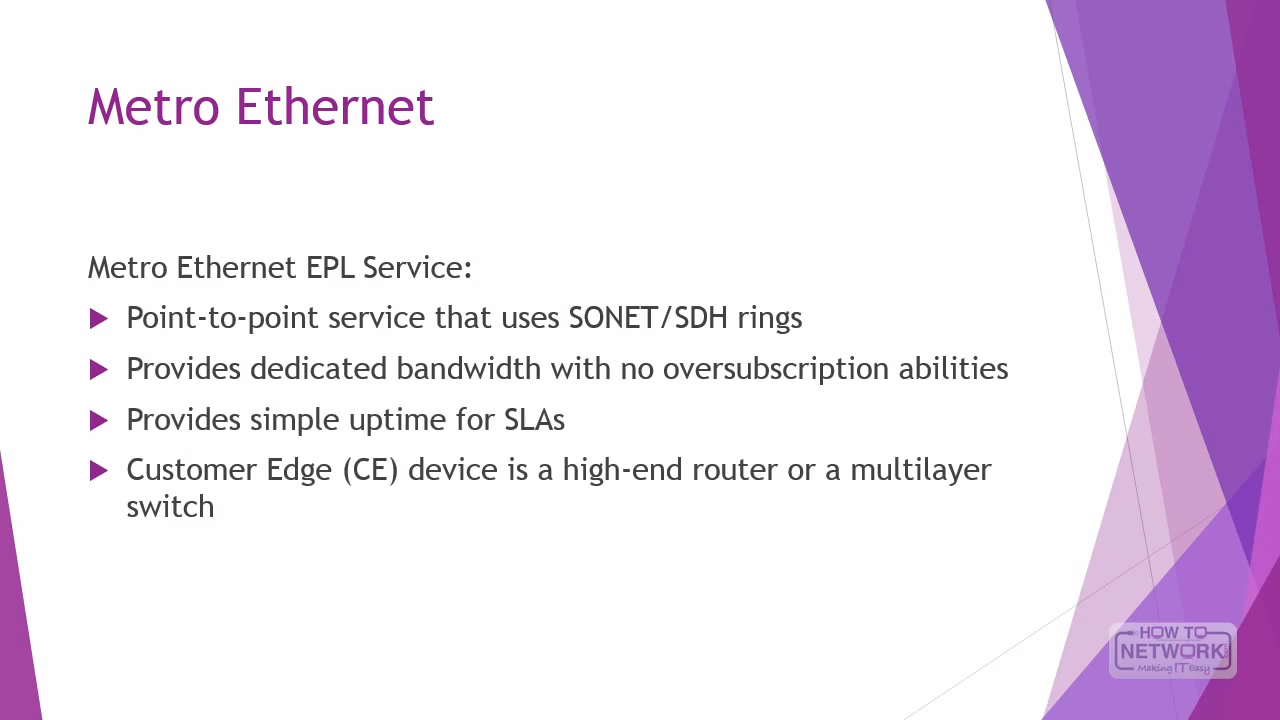 Metro Ethernet
Metro Ethernet EPL Service:
Point-to-point service that uses SONET/SDH rings
Provides dedicated bandwidth with no oversubscription abilities
Provides simple uptime for SLAs
Customer Edge (CE) device is a high-end router or a multilayer
switch
HOW TO
NETWORK
Making IT Easy